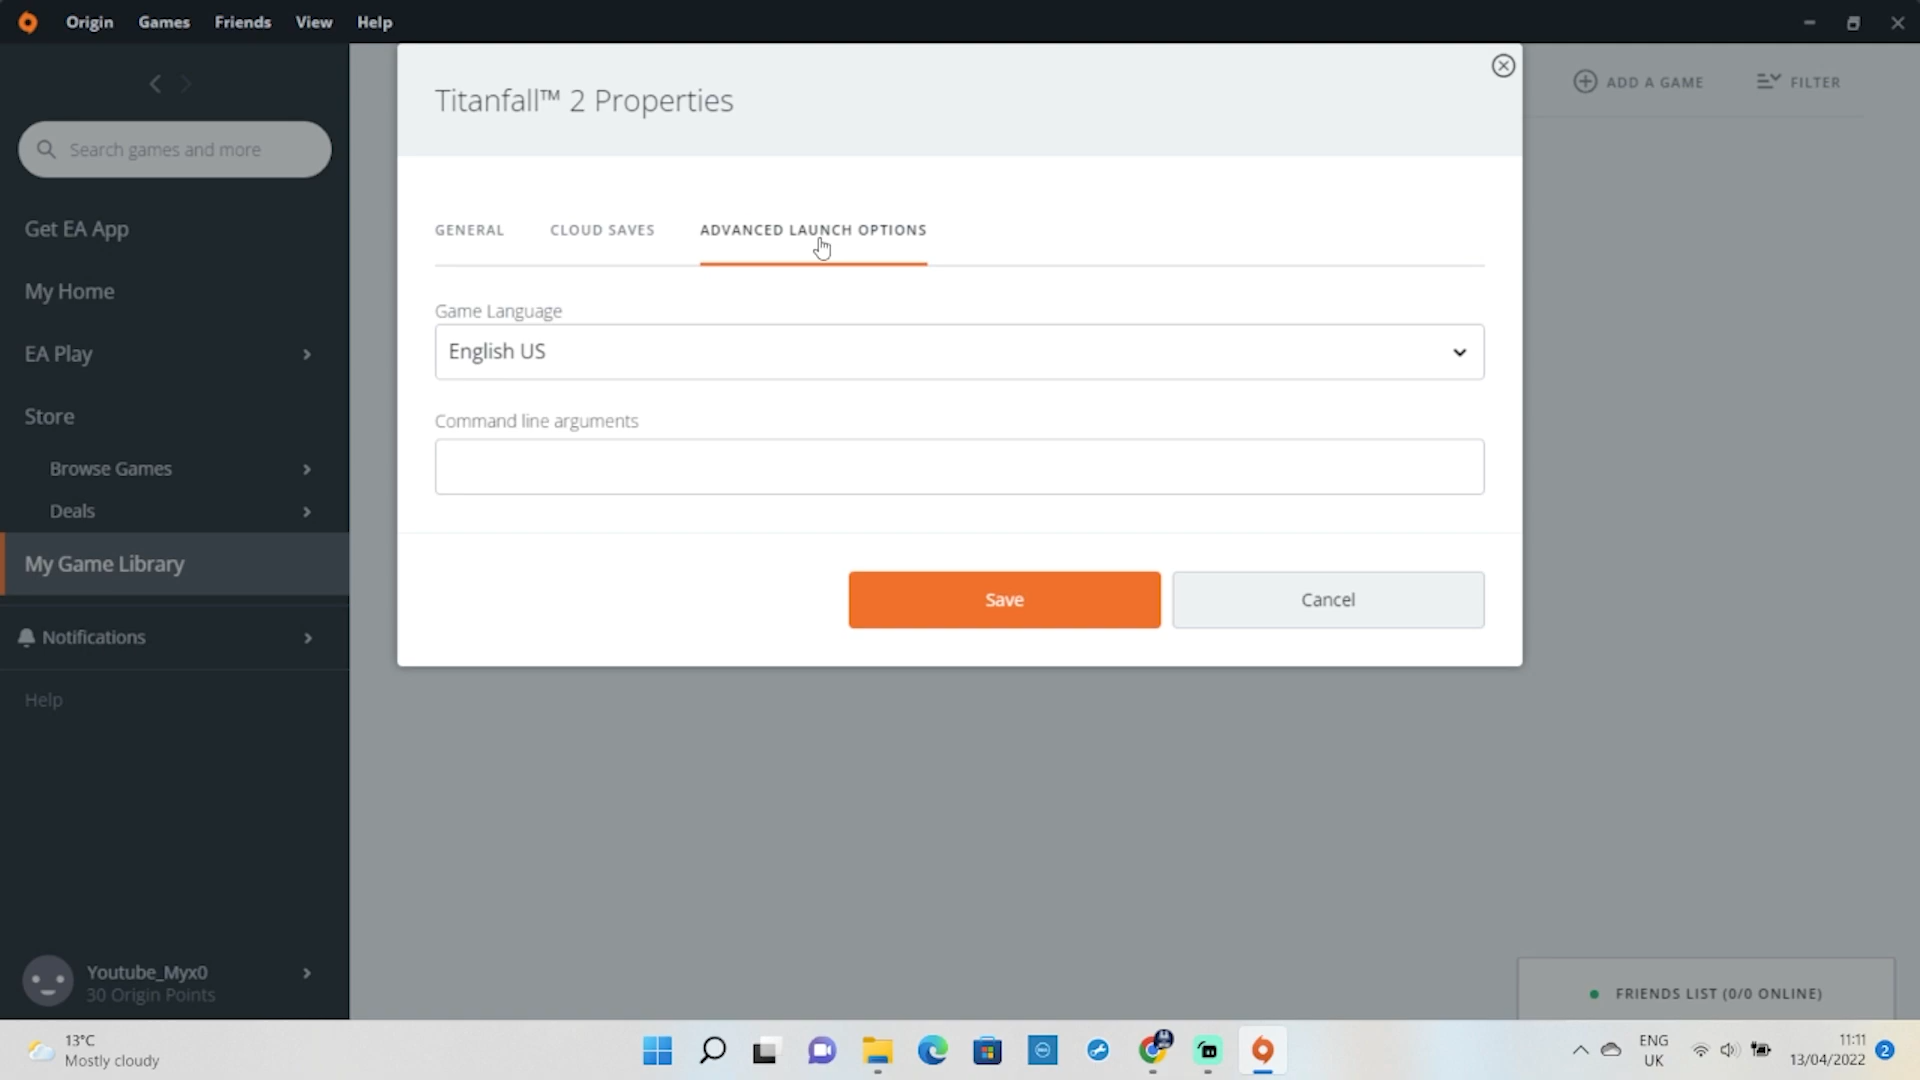 Origin Games Friends View Help
Search games and more
Get EA App
My Home
EA Play
Store
Browse Games
Deals
My Game Library
Notifications
Help
Youtube_Myx0
30 Origin Points
ADD A GAME FILTER
Titanfall™ 2 Properties
GENERAL CLOUD SAVES ADVANCED LAUNCH OPTIONS
Game Language
English US
Command line arguments
Save Cancel
FRIENDS LIST (0/0 ONLINE)
13°C
Mostly cloudy
ENG
UK
11:11
13/04/2022
2